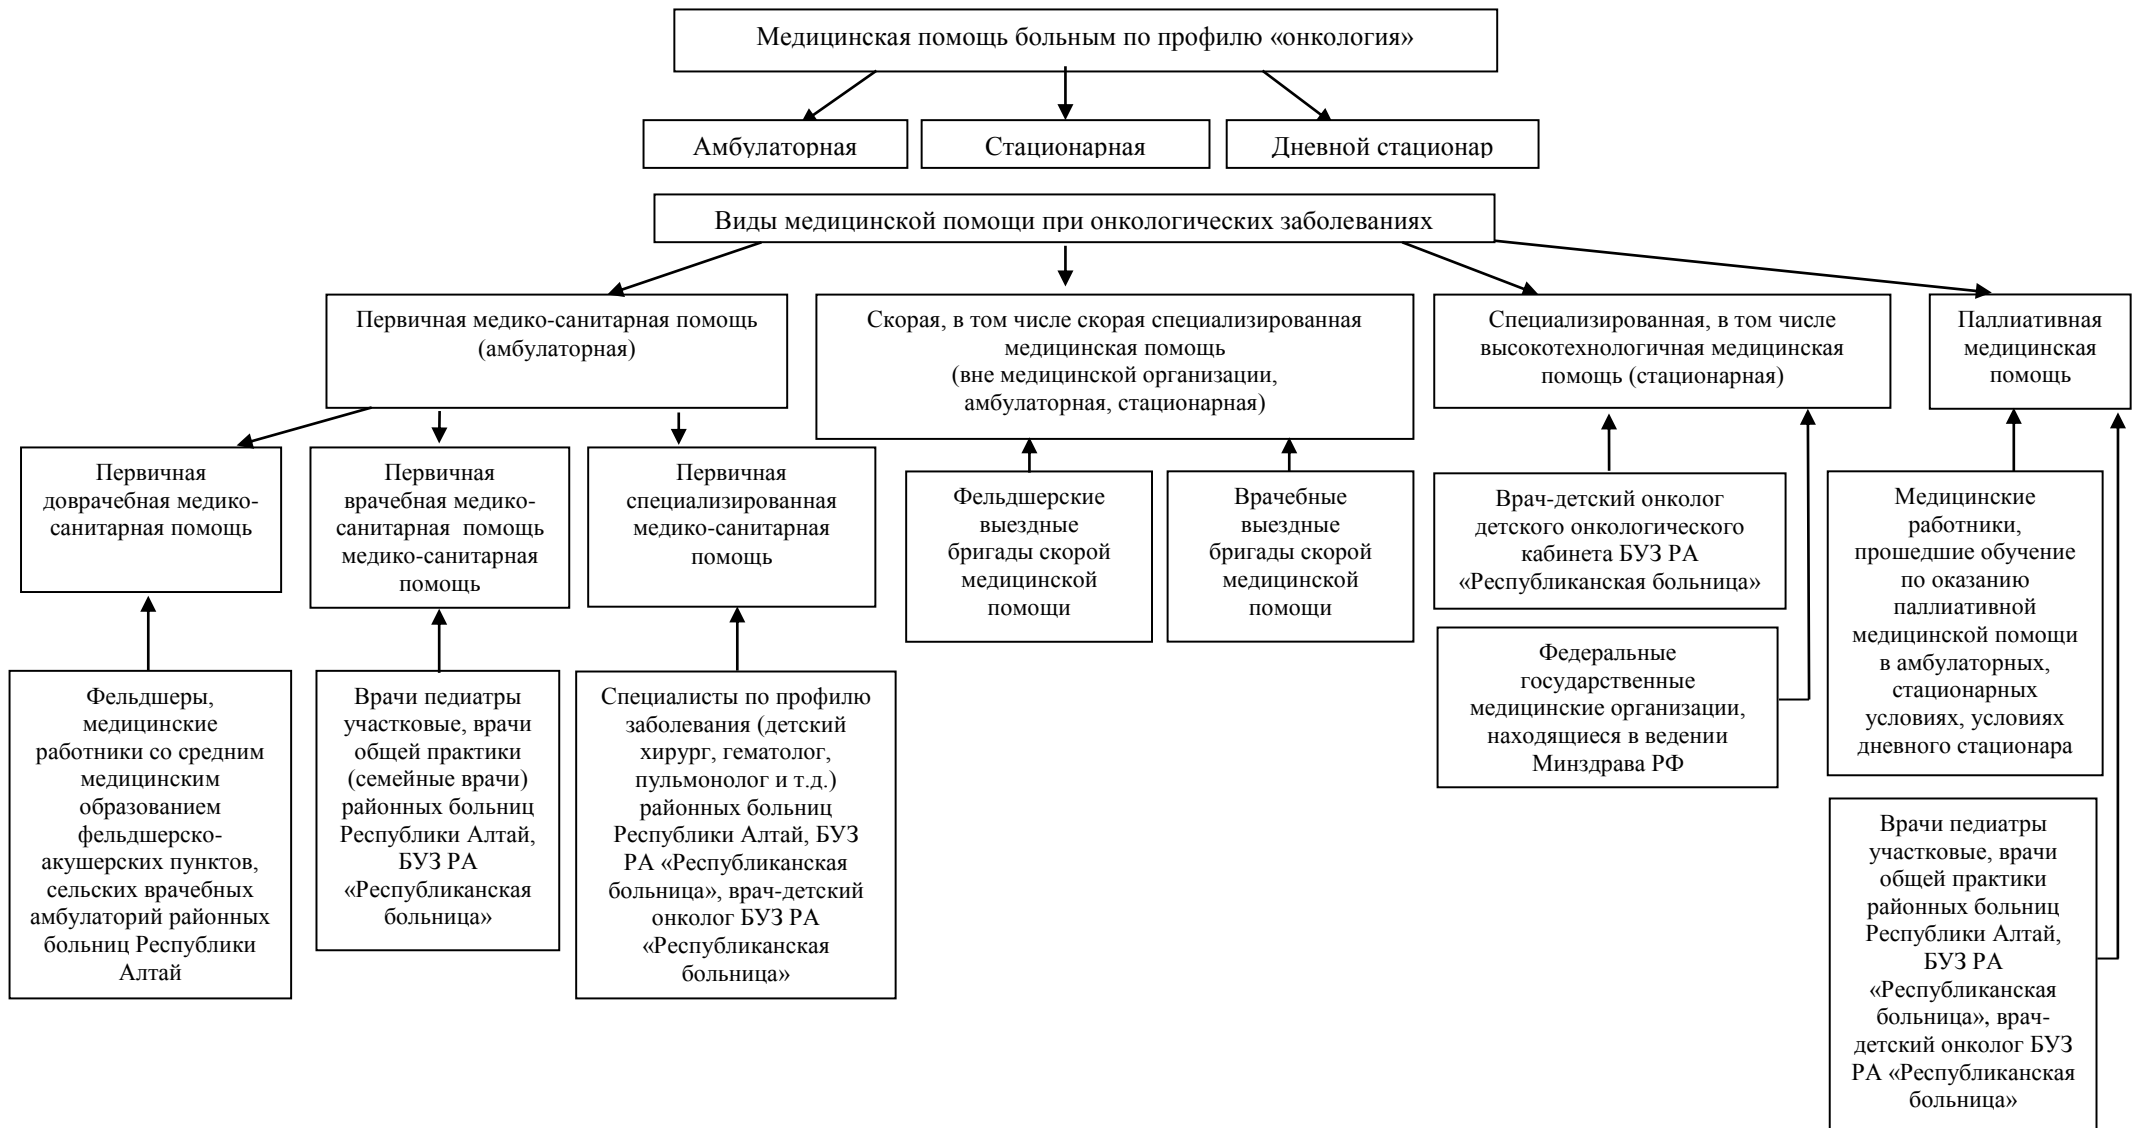 Медицинская помощь больным по профилю «онкология»
Амбулаторная
Стационарная
Дневной стационар
Виды медицинской помощи при онкологических заболеваниях
Первичная медико-санитарная помощь
(амбулаторная)
Скорая, в том числе скорая специализированная
медицинская помощь
(вне медицинской организации,
амбулаторная, стационарная)
Специализированная, в том числе
высокотехнологичная медицинская
помощь (стационарная)
Паллиативная
медицинская
помощь
Первичная
доврачебная медико-
санитарная помощь
Первичная
врачебная медико-
санитарная помощь
медико-санитарная
помощь
Первичная
специализированная
медико-санитарная
помощь
Фельдшерские
выездные
бригады скорой
медицинской
помощи
Врачебные
выездные
бригады скорой
медицинской
помощи
Врач-детский онколог
детского онкологического
кабинета БУЗ РА
«Республиканская больница»
Медицинские
работники,
прошедшие обучение
по оказанию
паллиативной
медицинской помощи
в амбулаторных,
стационарных
условиях, условиях
дневного стационара
Федеральные
государственные
медицинские организации,
находящиеся в ведении
Минздрава РФ
Фельдшеры,
медицинские
работники со средним
медицинским
образованием
фельдшерско-
акушерских пунктов,
сельских врачебных
амбулаторий районных
больниц Республики
Алтай
Врачи педиатры
участковые, врачи
общей практики
(семейные врачи)
районных больниц
Республики Алтай,
БУЗ РА
«Республиканская
больница»
Специалисты по профилю
заболевания (детский
хирург, гематолог,
пульмонолог и т.д.)
районных больниц
Республики Алтай, БУЗ
РА «Республиканская
больница», врач-детский
онколог БУЗ РА
«Республиканская
больница»
Врачи педиатры
участковые, врачи
общей практики
районных больниц
Республики Алтай,
БУЗ РА
«Республиканская
больница», врач-
детский онколог БУЗ
РА «Республиканская
больница»